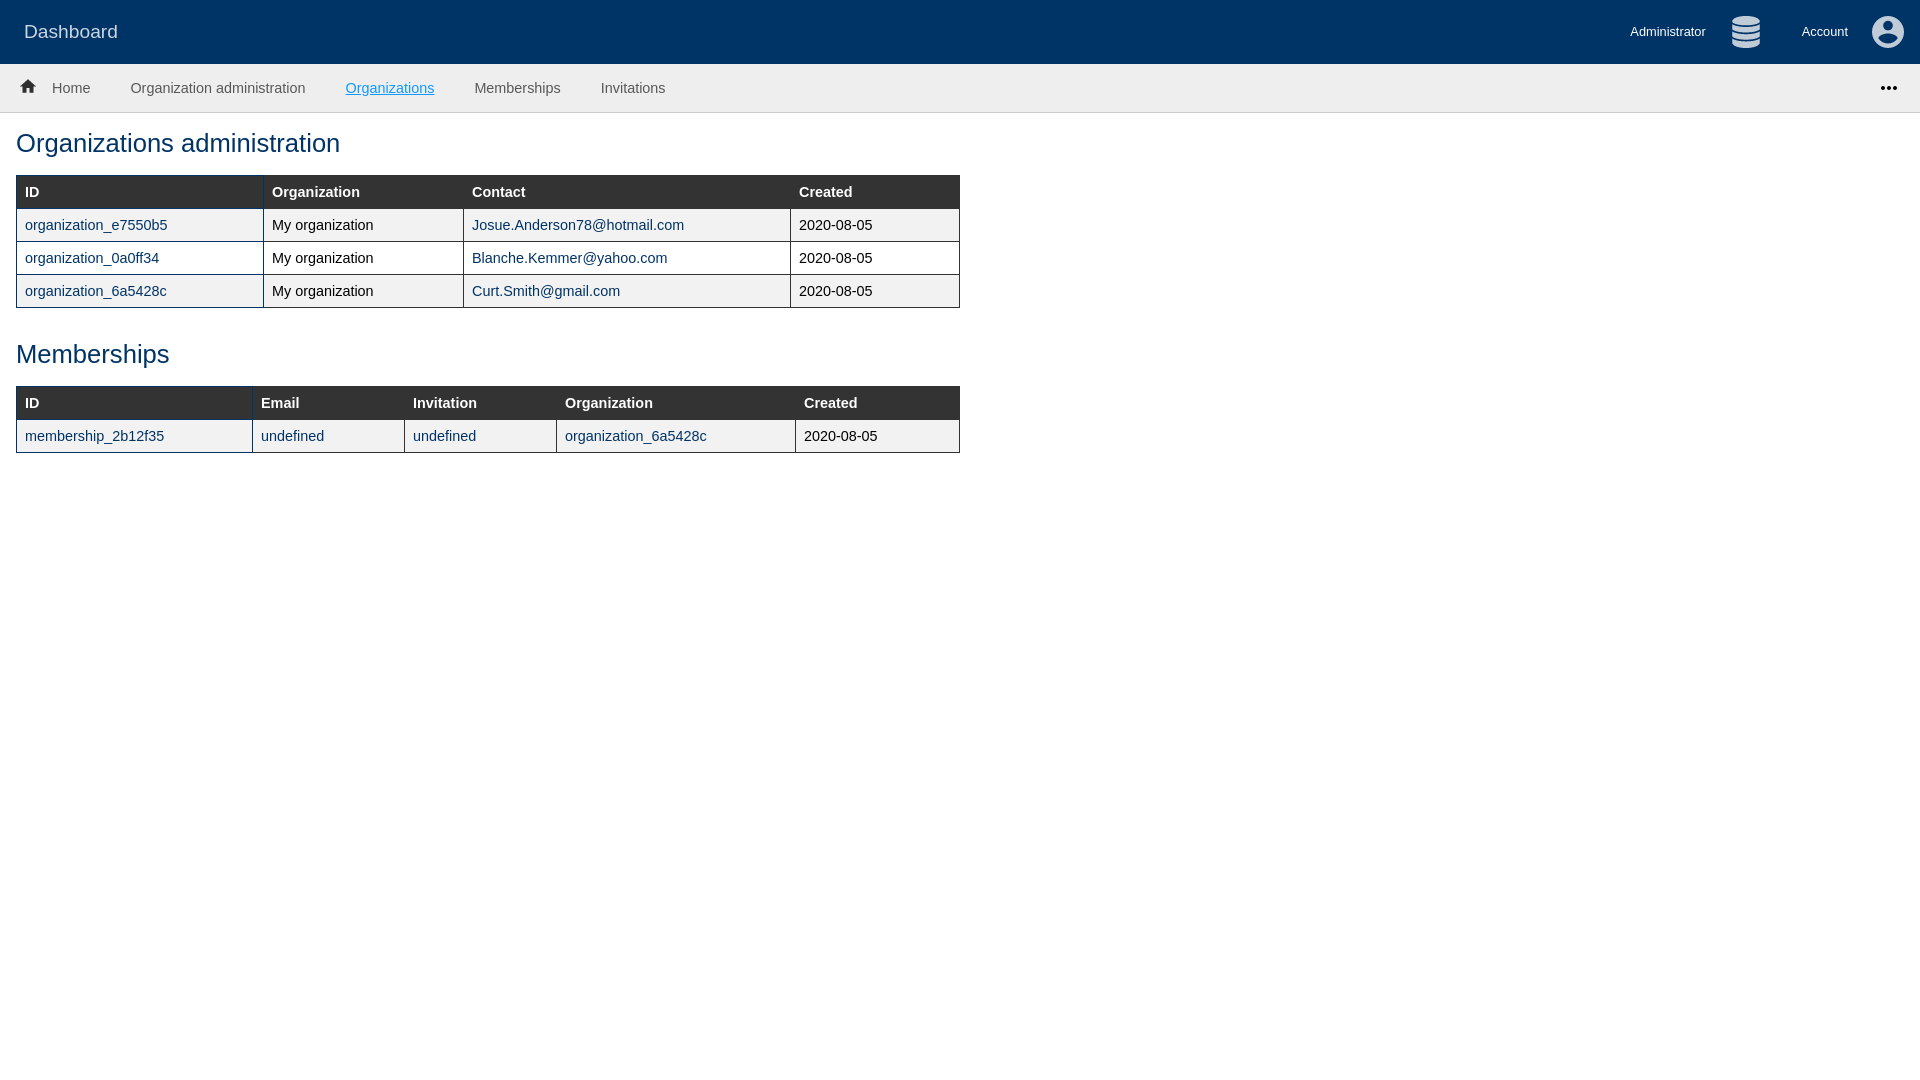 Dashboard Administrator Account
Home Organization administration Organizations Memberships Invitations
Organizations administration
ID Organization Contact Created
organization_e7550b5 My organization Josue.Anderson78@hotmail.com 2020-08-05
organization_0a0ff34 My organization Blanche.Kemmer@yahoo.com 2020-08-05
organization_6a5428c My organization Curt.Smith@gmail.com 2020-08-05
Memberships
ID Email Invitation Organization Created
membership_2b12f35 undefined undefined organization_6a5428c 2020-08-05